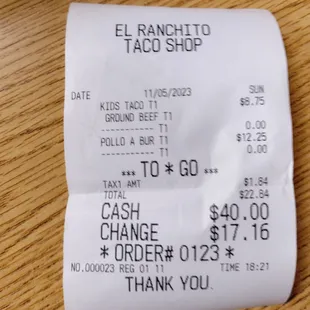 EL RANCHITO
TACO SHOP
DATE 11/05/2023 SUN
KIDS TACO T1 $8.75
GROUND BEEF T1
----------- T1 0.00
POLLO A BUR T1 $12.25
----------- T1 0.00
*** TO * GO ***
TAX1 AMT $1.84
TOTAL $22.84
CASH $40.00
CHANGE $17.16
* ORDER# 0123 *
NO.000023 REG 01 11 TIME 18:21
THANK YOU.